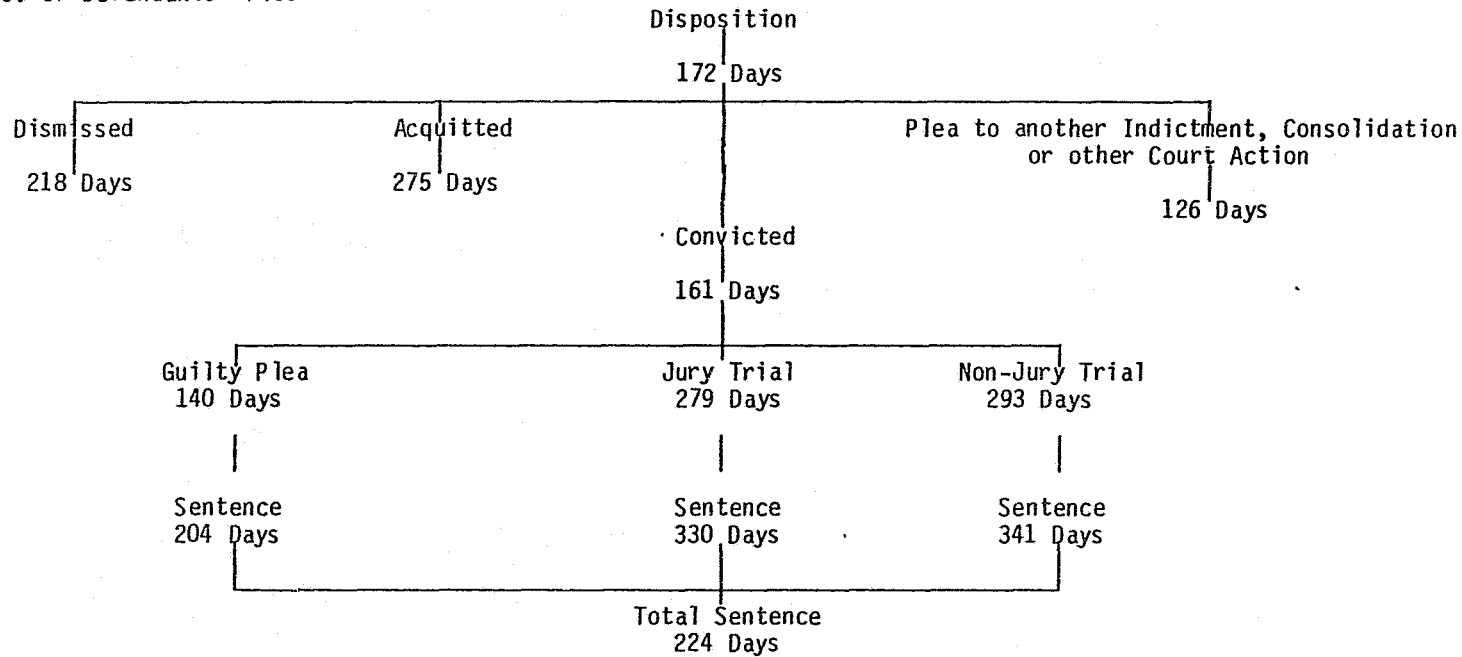 Disposition
172 Days
Dismissed
Acquitted
Plea to another Indictment, Consolidation
or other Court Action
218 Days
275 Days
126 Days
Convicted
161 Days
Guilty Plea
140 Days
Jury Trial
279 Days
Non-Jury Trial
293 Days
Sentence
204 Days
Sentence
330 Days
Sentence
341 Days
Total Sentence
224 Days